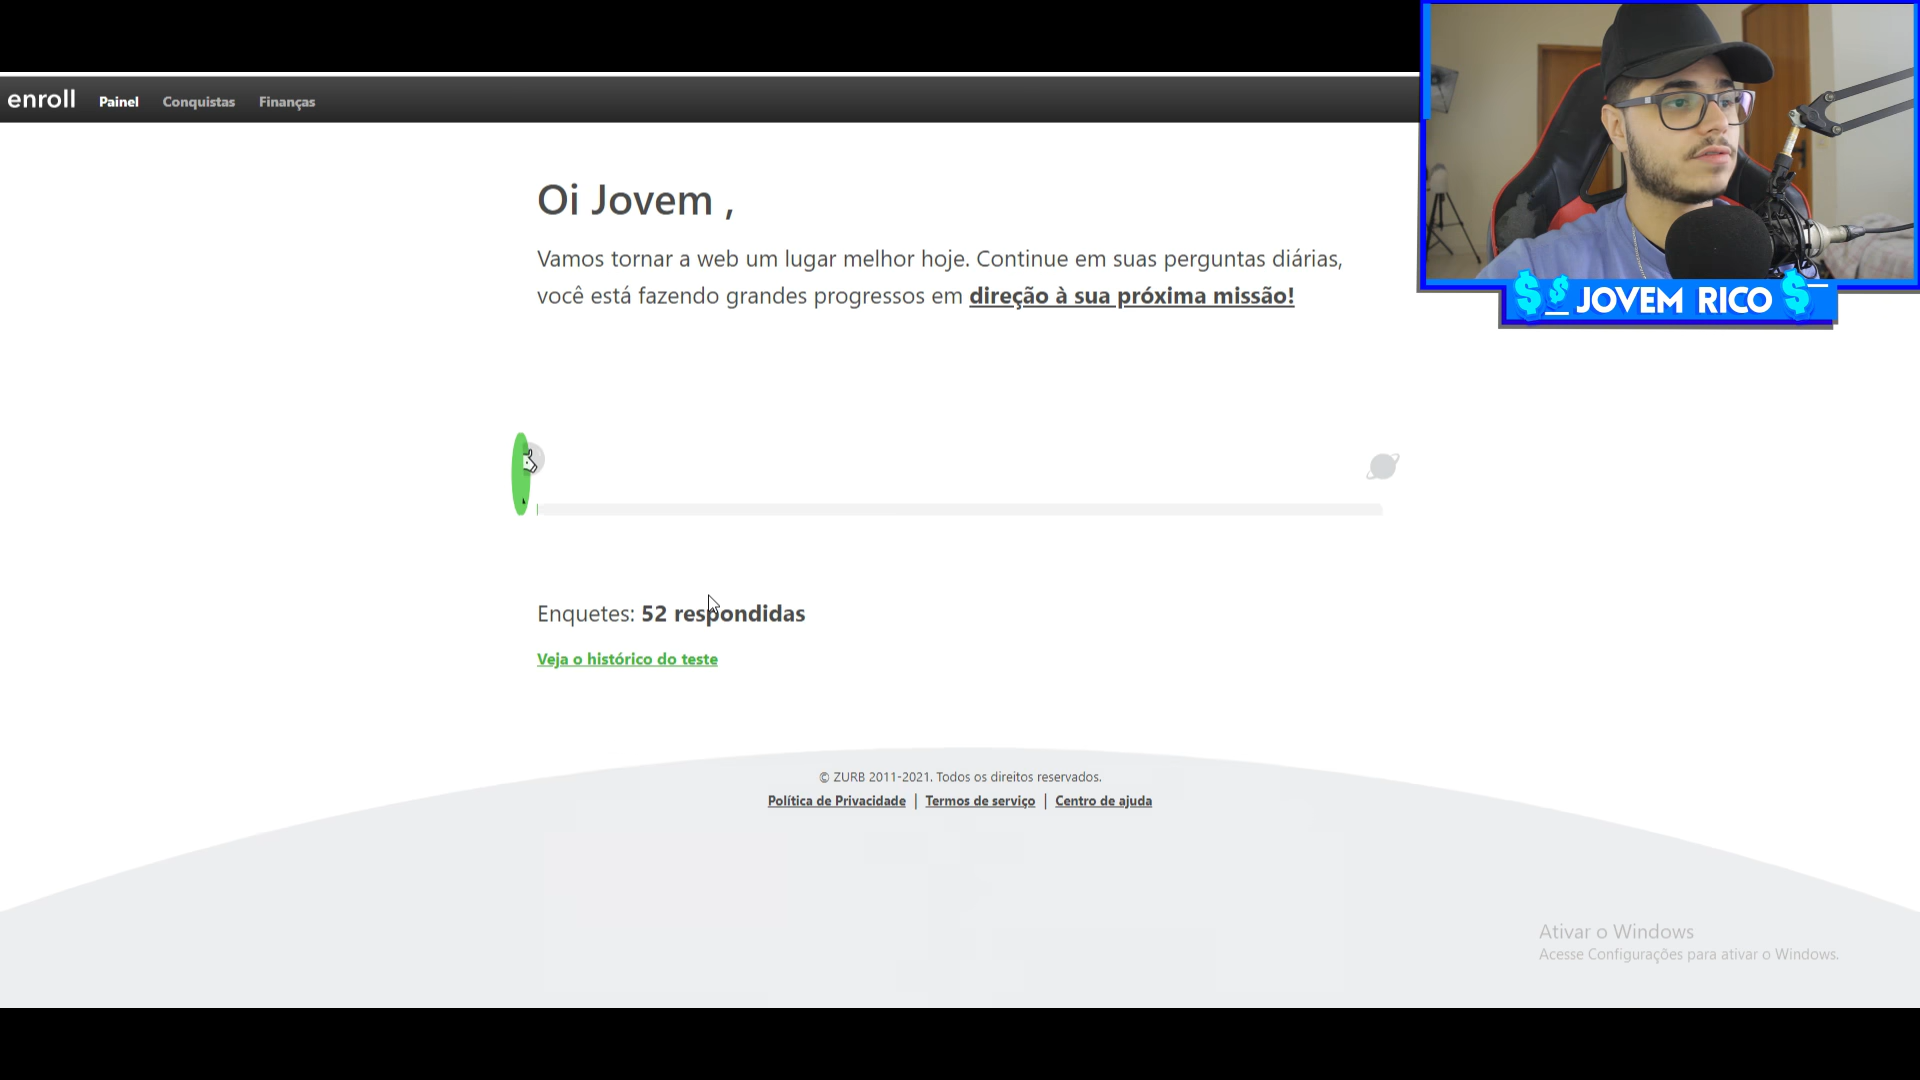 enroll Painel Conquistas Finanças
Oi Jovem ,
Vamos tornar a web um lugar melhor hoje. Continue em suas perguntas diárias,
você está fazendo grandes progressos em direção à sua próxima missão!
$ $ JOVEM RICO $
Enquetes: 52 respondidas
Veja o histórico do teste
© ZURB 2011-2021. Todos os direitos reservados.
Política de Privacidade | Termos de serviço | Centro de ajuda
Ativar o Windows
Acesse Configurações para ativar o Windows.